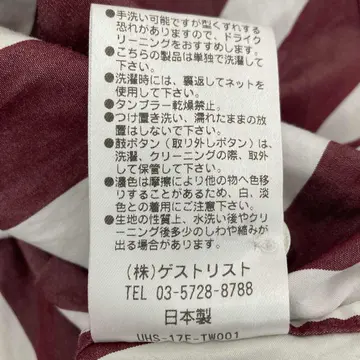 ●手洗い可能ですが型くずれする
恐れがありますので、ドライク
リーニングをおすすめします。
●こちらの製品は単独で洗濯して
下さい。
●洗濯時には、裏返してネットを
使用して下さい。
●タンブラー乾燥禁止。
●つけ置き洗い、濡れたままの放
置はしないで下さい。
●鼓ボタン（取り外しボタン）は、
洗濯、クリーニングの際、取外
して保管して下さい。
●濃色は摩擦により他の物へ色移
りすることがあるため、白、淡
色との着用にご注意下さい。
●生地の性質上、水洗い後やクリ
ーニング後多少のしわや縮みが
出る場合があります。
(株)ゲストリスト
TEL 03-5728-8788
日本製
UHS-17F-TW001